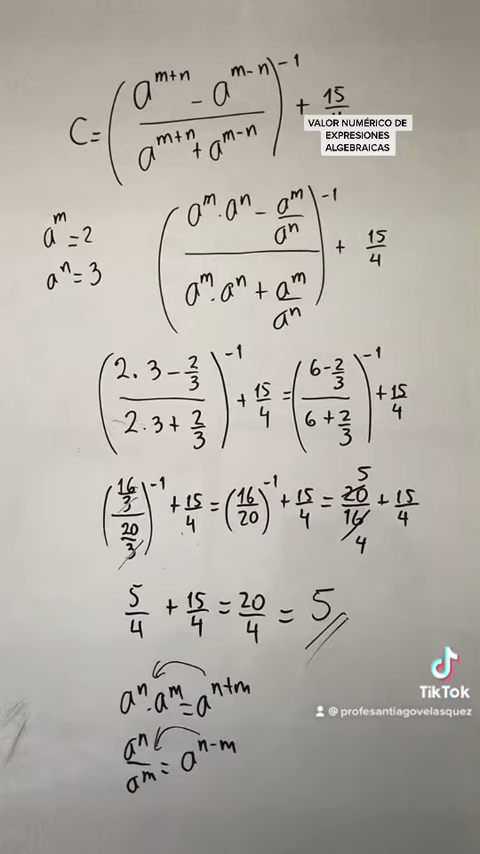 C = (a^{m+n} - a^{m-n} / a^{m+n} + a^{m-n})^{-1} + 15/
VALOR NUMÉRICO DE
EXPRESIONES
ALGEBRAICAS
a^m = 2
a^n = 3
(a^m . a^n - a^m/a^n / a^m . a^n + a^m/a^n)^{-1} + 15/4
(2 . 3 - 2/3 / 2 . 3 + 2/3)^{-1} + 15/4 = (6 - 2/3 / 6 + 2/3)^{-1} + 15/4
(16/3 / 20/3)^{-1} + 15/4 = (16/20)^{-1} + 15/4 = 5 20/16 4 + 15/4
5/4 + 15/4 = 20/4 = 5
a^n . a^m = a^{n+m}
a^n/a^m = a^{n-m}
TikTok
@profesantiagovelasquez